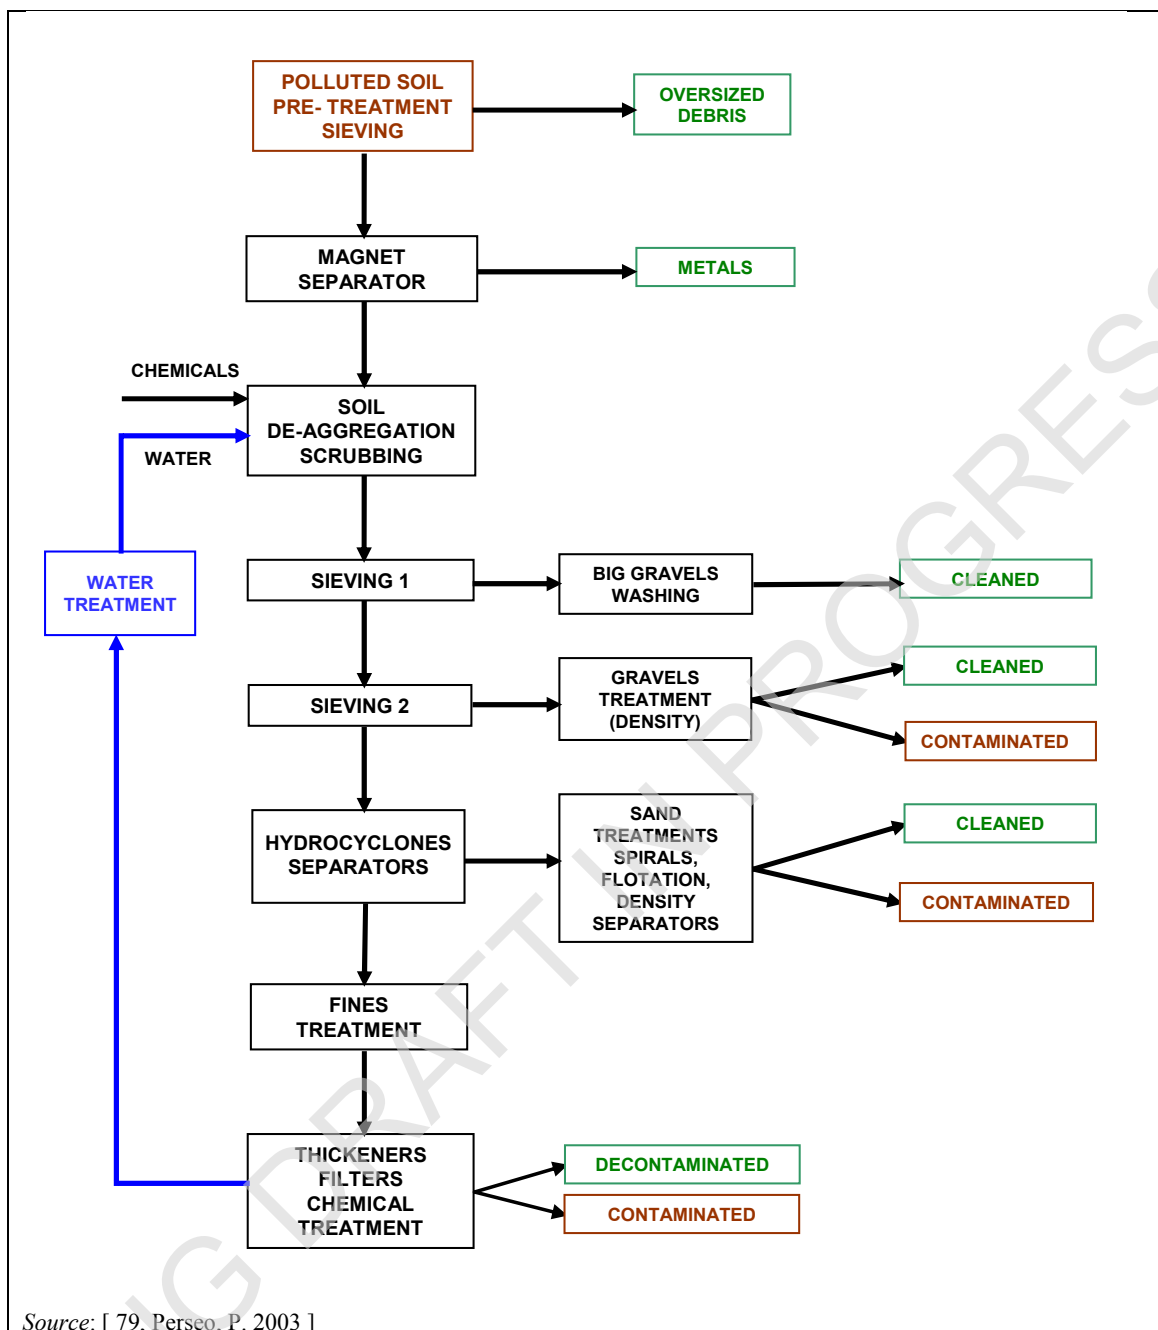 POLLUTED SOIL
PRE- TREATMENT
SIEVING
OVERSIZED
DEBRIS
MAGNET
SEPARATOR
METALS
CHEMICALS
SOIL
DE-AGGREGATION
SCRUBBING
WATER
WATER
TREATMENT
SIEVING 1
BIG GRAVELS
WASHING
CLEANED
SIEVING 2
GRAVELS
TREATMENT
(DENSITY)
CLEANED
CONTAMINATED
HYDROCYCLONES
SEPARATORS
SAND
TREATMENTS
SPIRALS,
FLOTATION,
DENSITY
SEPARATORS
CLEANED
CONTAMINATED
FINES
TREATMENT
THICKENERS
FILTERS
CHEMICAL
TREATMENT
DECONTAMINATED
CONTAMINATED
Source: [ 79, Perseo, P. 2003 ]
DRAFT IN PROGRESS